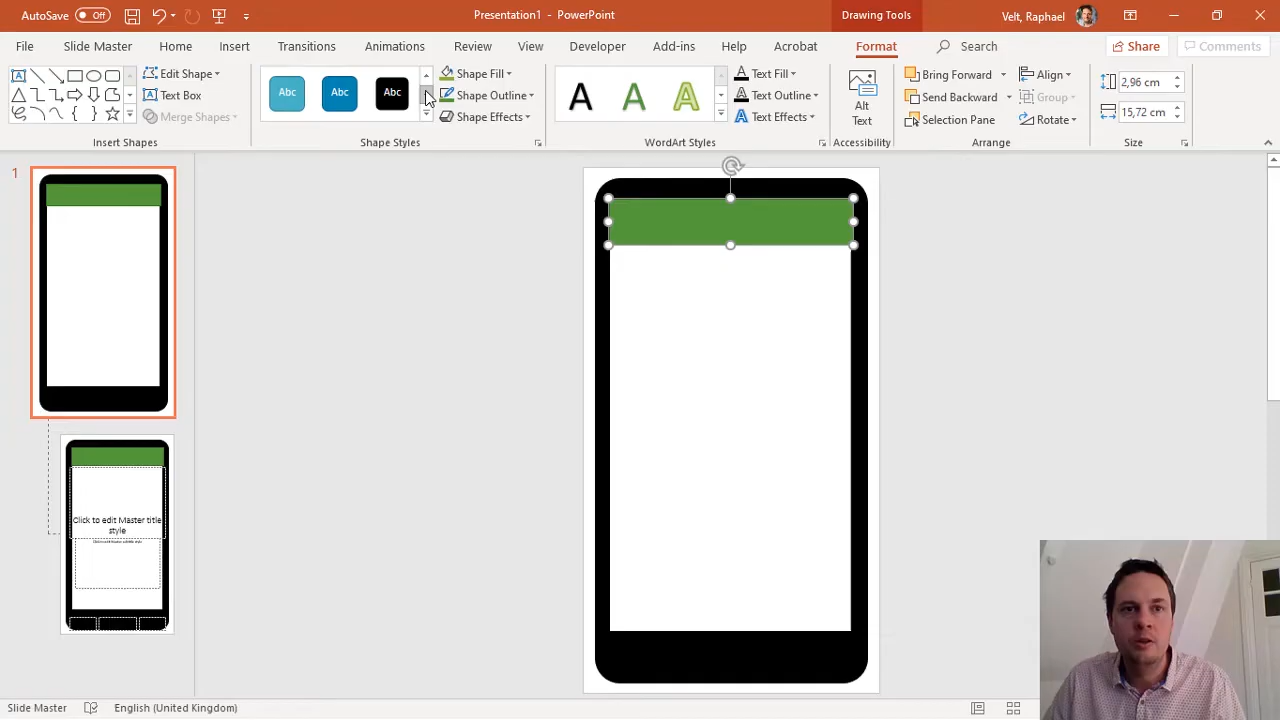 AutoSave Off
Presentation1 - PowerPoint
Drawing Tools
Velt, Raphael
File Slide Master Home Insert Transitions Animations Review View Developer Add-ins Help Acrobat Format Search Share Comments
Edit Shape
Text Box
Merge Shapes
Insert Shapes
Abc Abc Abc
Shape Fill
Shape Outline
Shape Effects
Shape Styles
A A A
Text Fill
Text Outline
Text Effects
WordArt Styles
Alt Text
Accessibility
Bring Forward
Send Backward
Selection Pane
Align
Group
Rotate
Arrange
2,96 cm
15,72 cm
Size
1
Click to edit Master title
style
Slide Master English (United Kingdom)